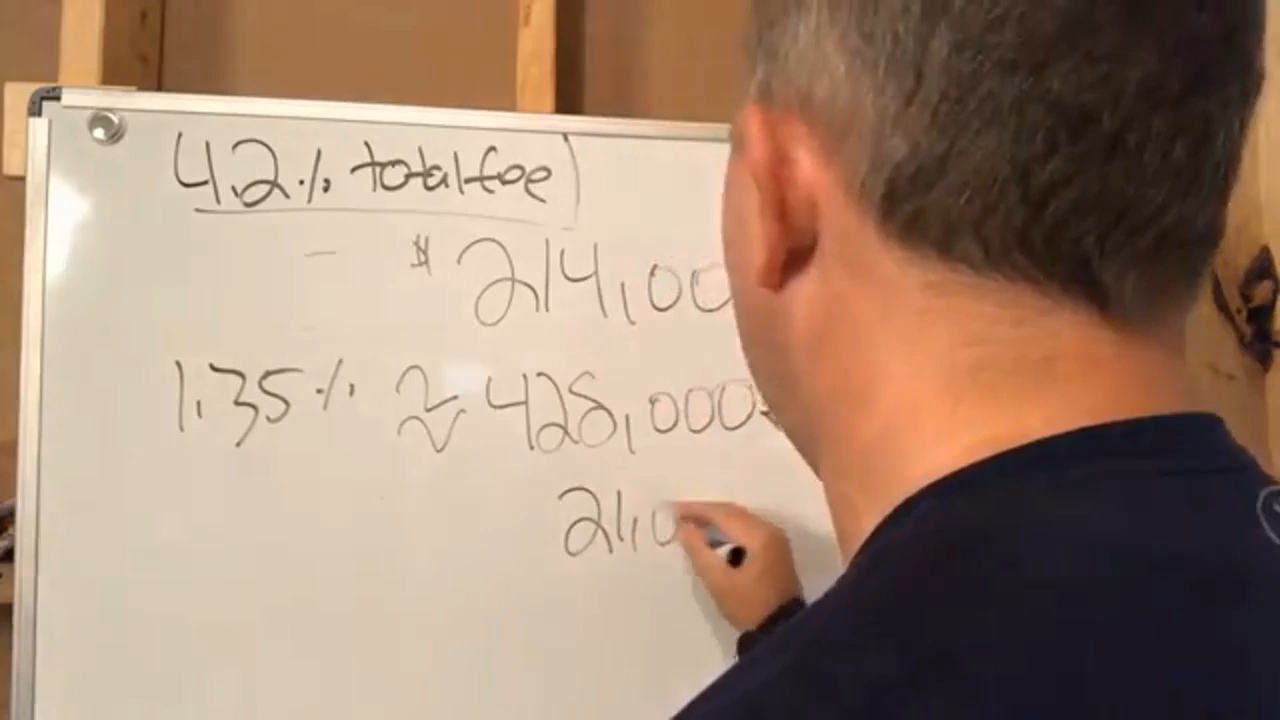 4.2% total fee
- $214,00
1.35% ≈ 428,000
21,0